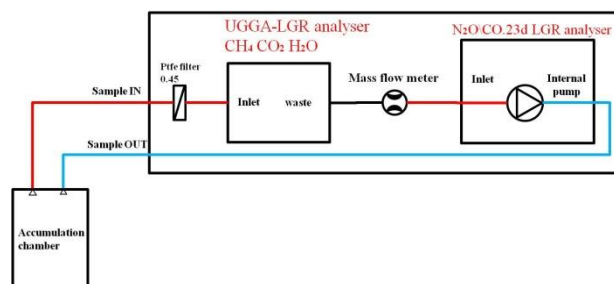 UGGA-LGR analyser
CH₄ CO₂ H₂O
N₂O\CO.23d LGR analyser
Ptfe filter
0.45
Sample IN
Inlet
waste
Mass flow meter
Inlet
Internal
pump
Sample OUT
Accumulation
chamber